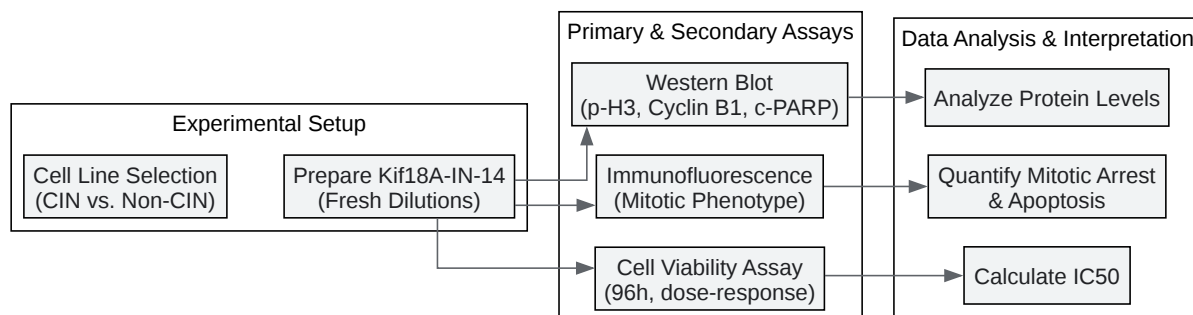 Experimental Setup
Cell Line Selection
(CIN vs. Non-CIN)
Prepare Kif18A-IN-14
(Fresh Dilutions)
Primary & Secondary Assays
Western Blot
(p-H3, Cyclin B1, c-PARP)
Immunofluorescence
(Mitotic Phenotype)
Cell Viability Assay
(96h, dose-response)
Data Analysis & Interpretation
Analyze Protein Levels
Quantify Mitotic Arrest
& Apoptosis
Calculate IC50